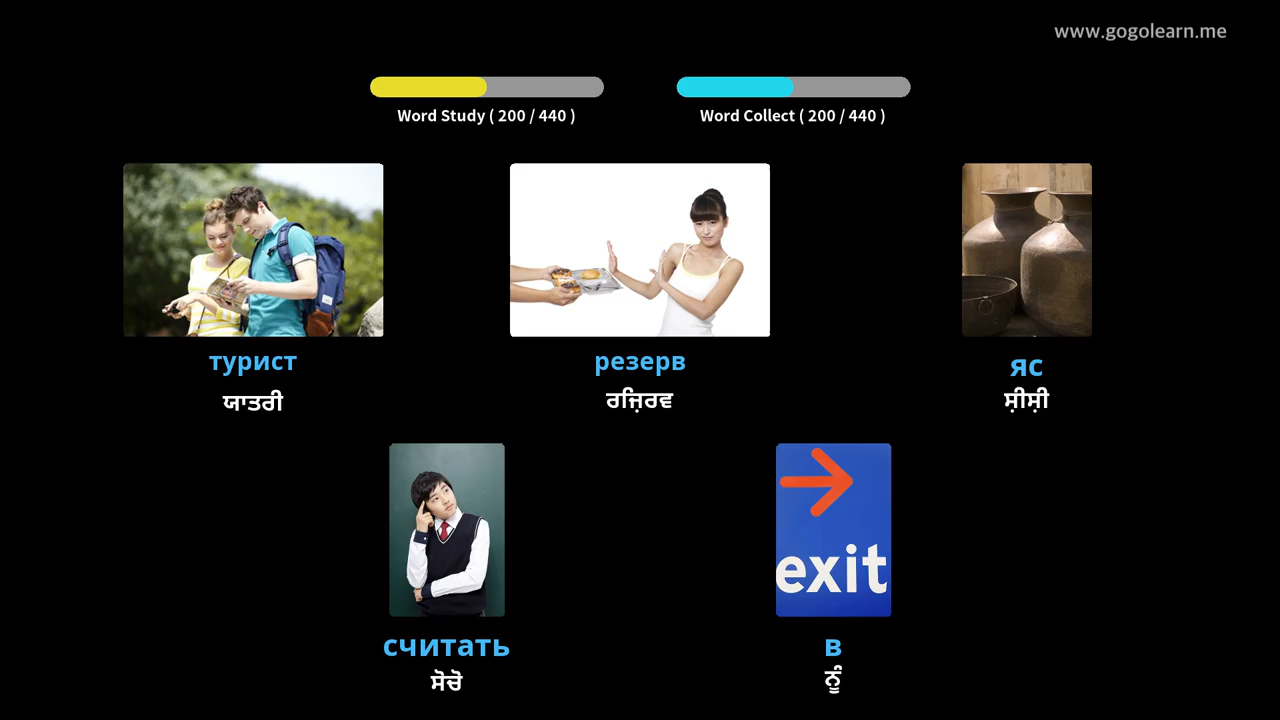 www.gogolearn.me
Word Study ( 200 / 440 )
Word Collect ( 200 / 440 )
турист
ਯਾਤਰੀ
резерв
ਰਜ਼ਿਰਵ
яс
ਸ਼ੀਸ਼ੀ
exit
считать
ਸੋਚੋ
в
ਨੂੰ